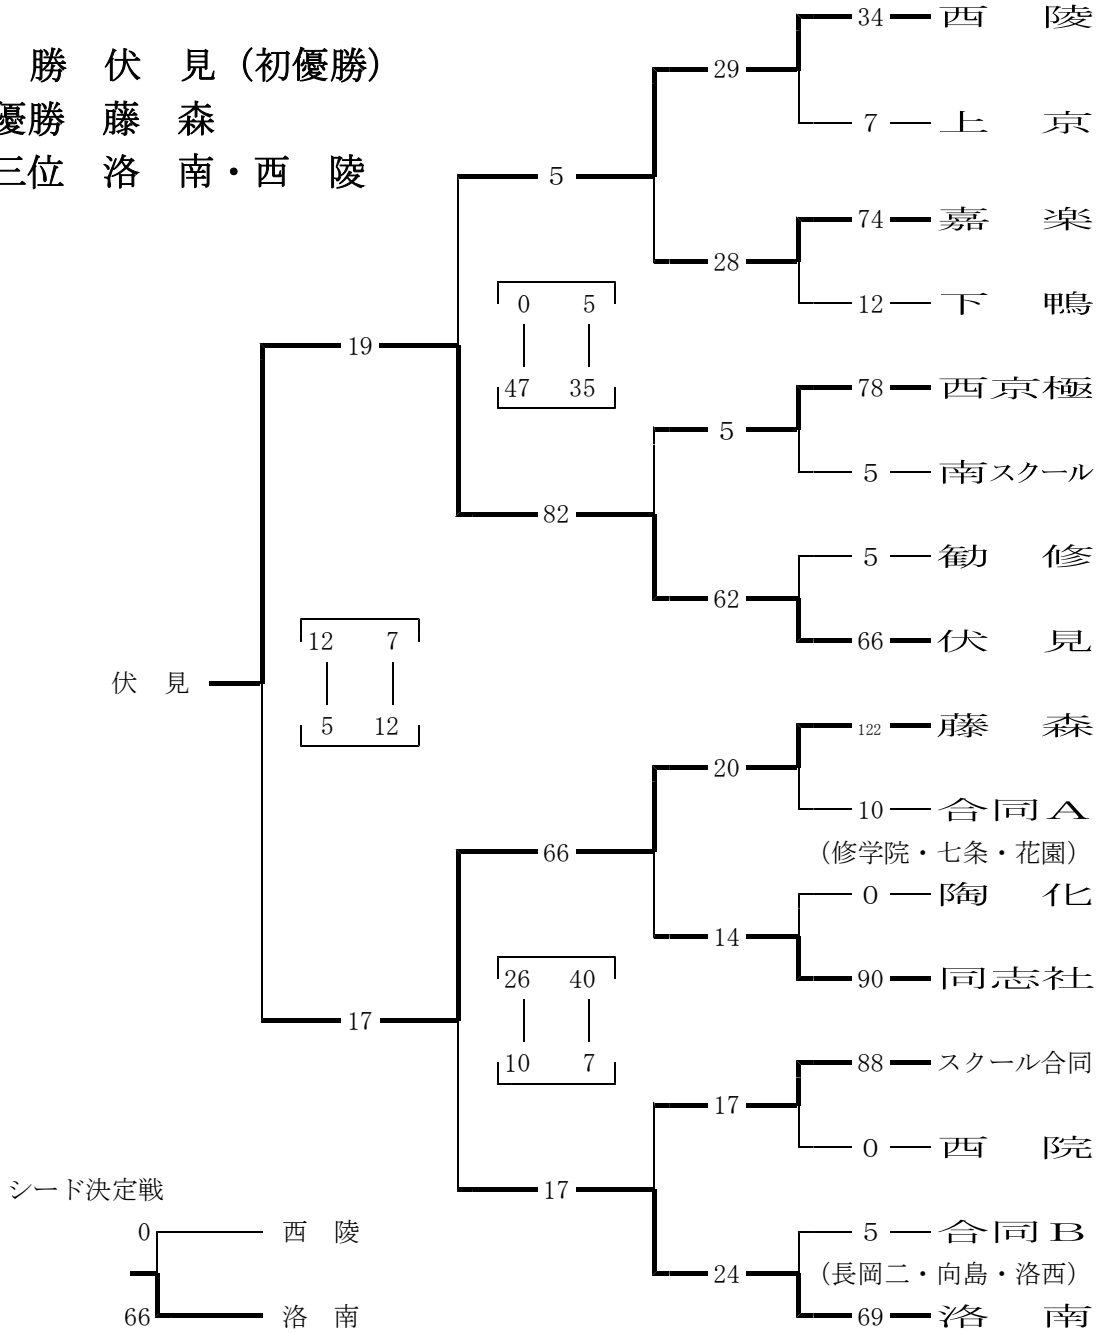 勝 伏 見（初優勝）
優勝 藤 森
三位 洛 南・西 陵
34 西 陵
29
7 上 京
5
74 嘉 楽
28
12 下 鴨
0 5
47 35
19
78 西京極
5
5 南スクール
82
5 勧 修
62
66 伏 見
12 7
5 12
伏 見
122 藤 森
20
10 合同A
（修学院・七条・花園）
66
0 陶 化
14
90 同志社
26 40
10 7
17
88 スクール合同
17
0 西 院
17
5 合同B
（長岡二・向島・洛西）
24
69 洛 南
シード決定戦
0 西 陵
66 洛 南